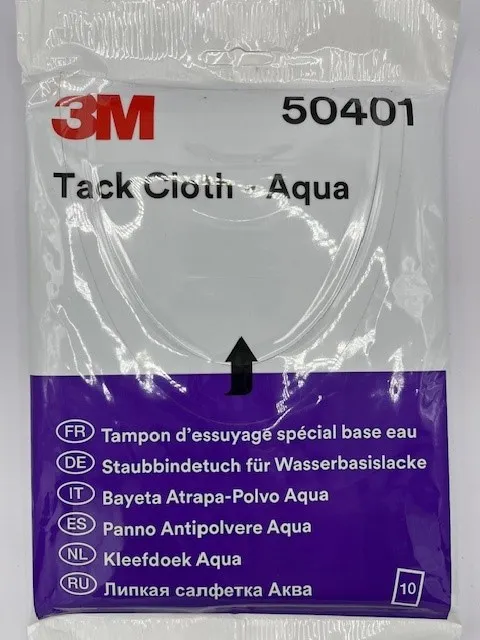 3M
50401
Tack Cloth - Aqua
FR Tampon d'essuyage spécial base eau
DE Staubbindetuch für Wasserbasislacke
IT Bayeta Atrapa-Polvo Aqua
ES Panno Antipolvere Aqua
NL Kleefdoek Aqua
RU Липкая салфетка Аква
10